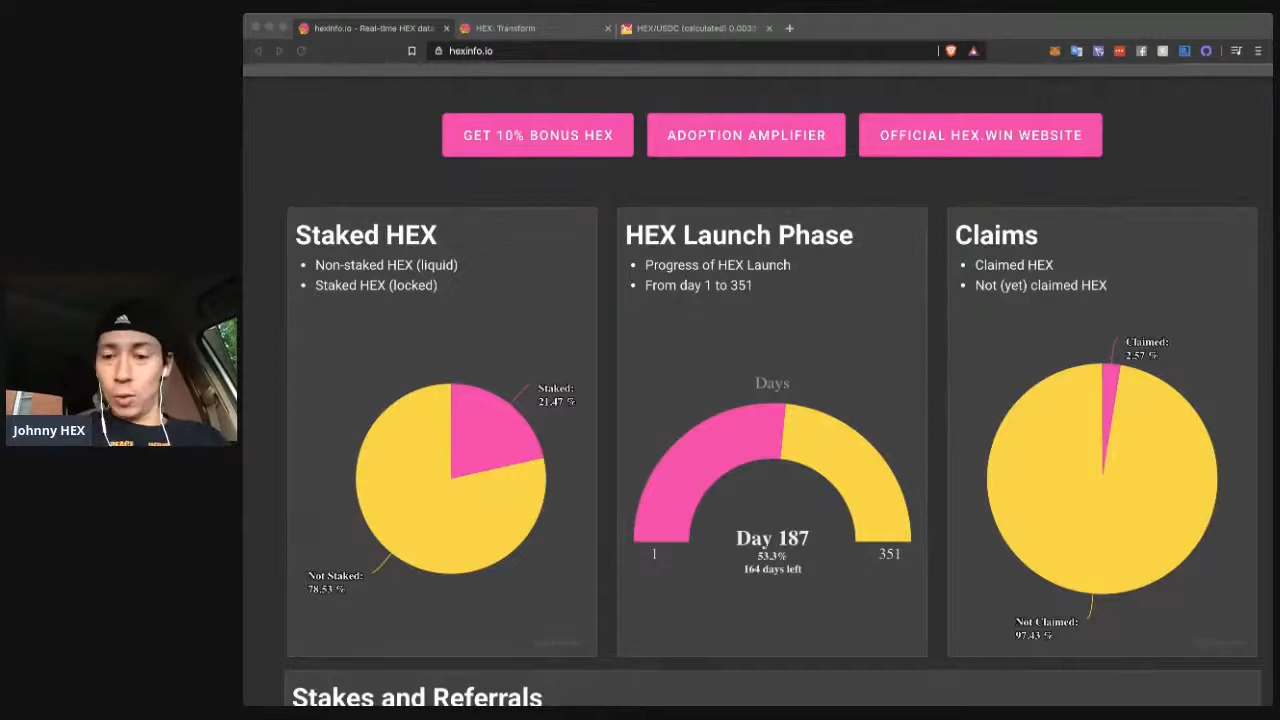 hexinfo.io - Real-time HEX data
HEX: Transform
HEX/USDC (calculated) 0.003
hexinfo.io
GET 10% BONUS HEX
ADOPTION AMPLIFIER
OFFICIAL HEX.WIN WEBSITE
Staked HEX
Non-staked HEX (liquid)
Staked HEX (locked)
Staked:
21.47 %
Not Staked:
78.53 %
HEX Launch Phase
Progress of HEX Launch
From day 1 to 351
Days
Day 187
53.3%
164 days left
1
351
Claims
Claimed HEX
Not (yet) claimed HEX
Claimed:
2.57 %
Not Claimed:
97.43 %
Johnny HEX
Stakes and Referrals